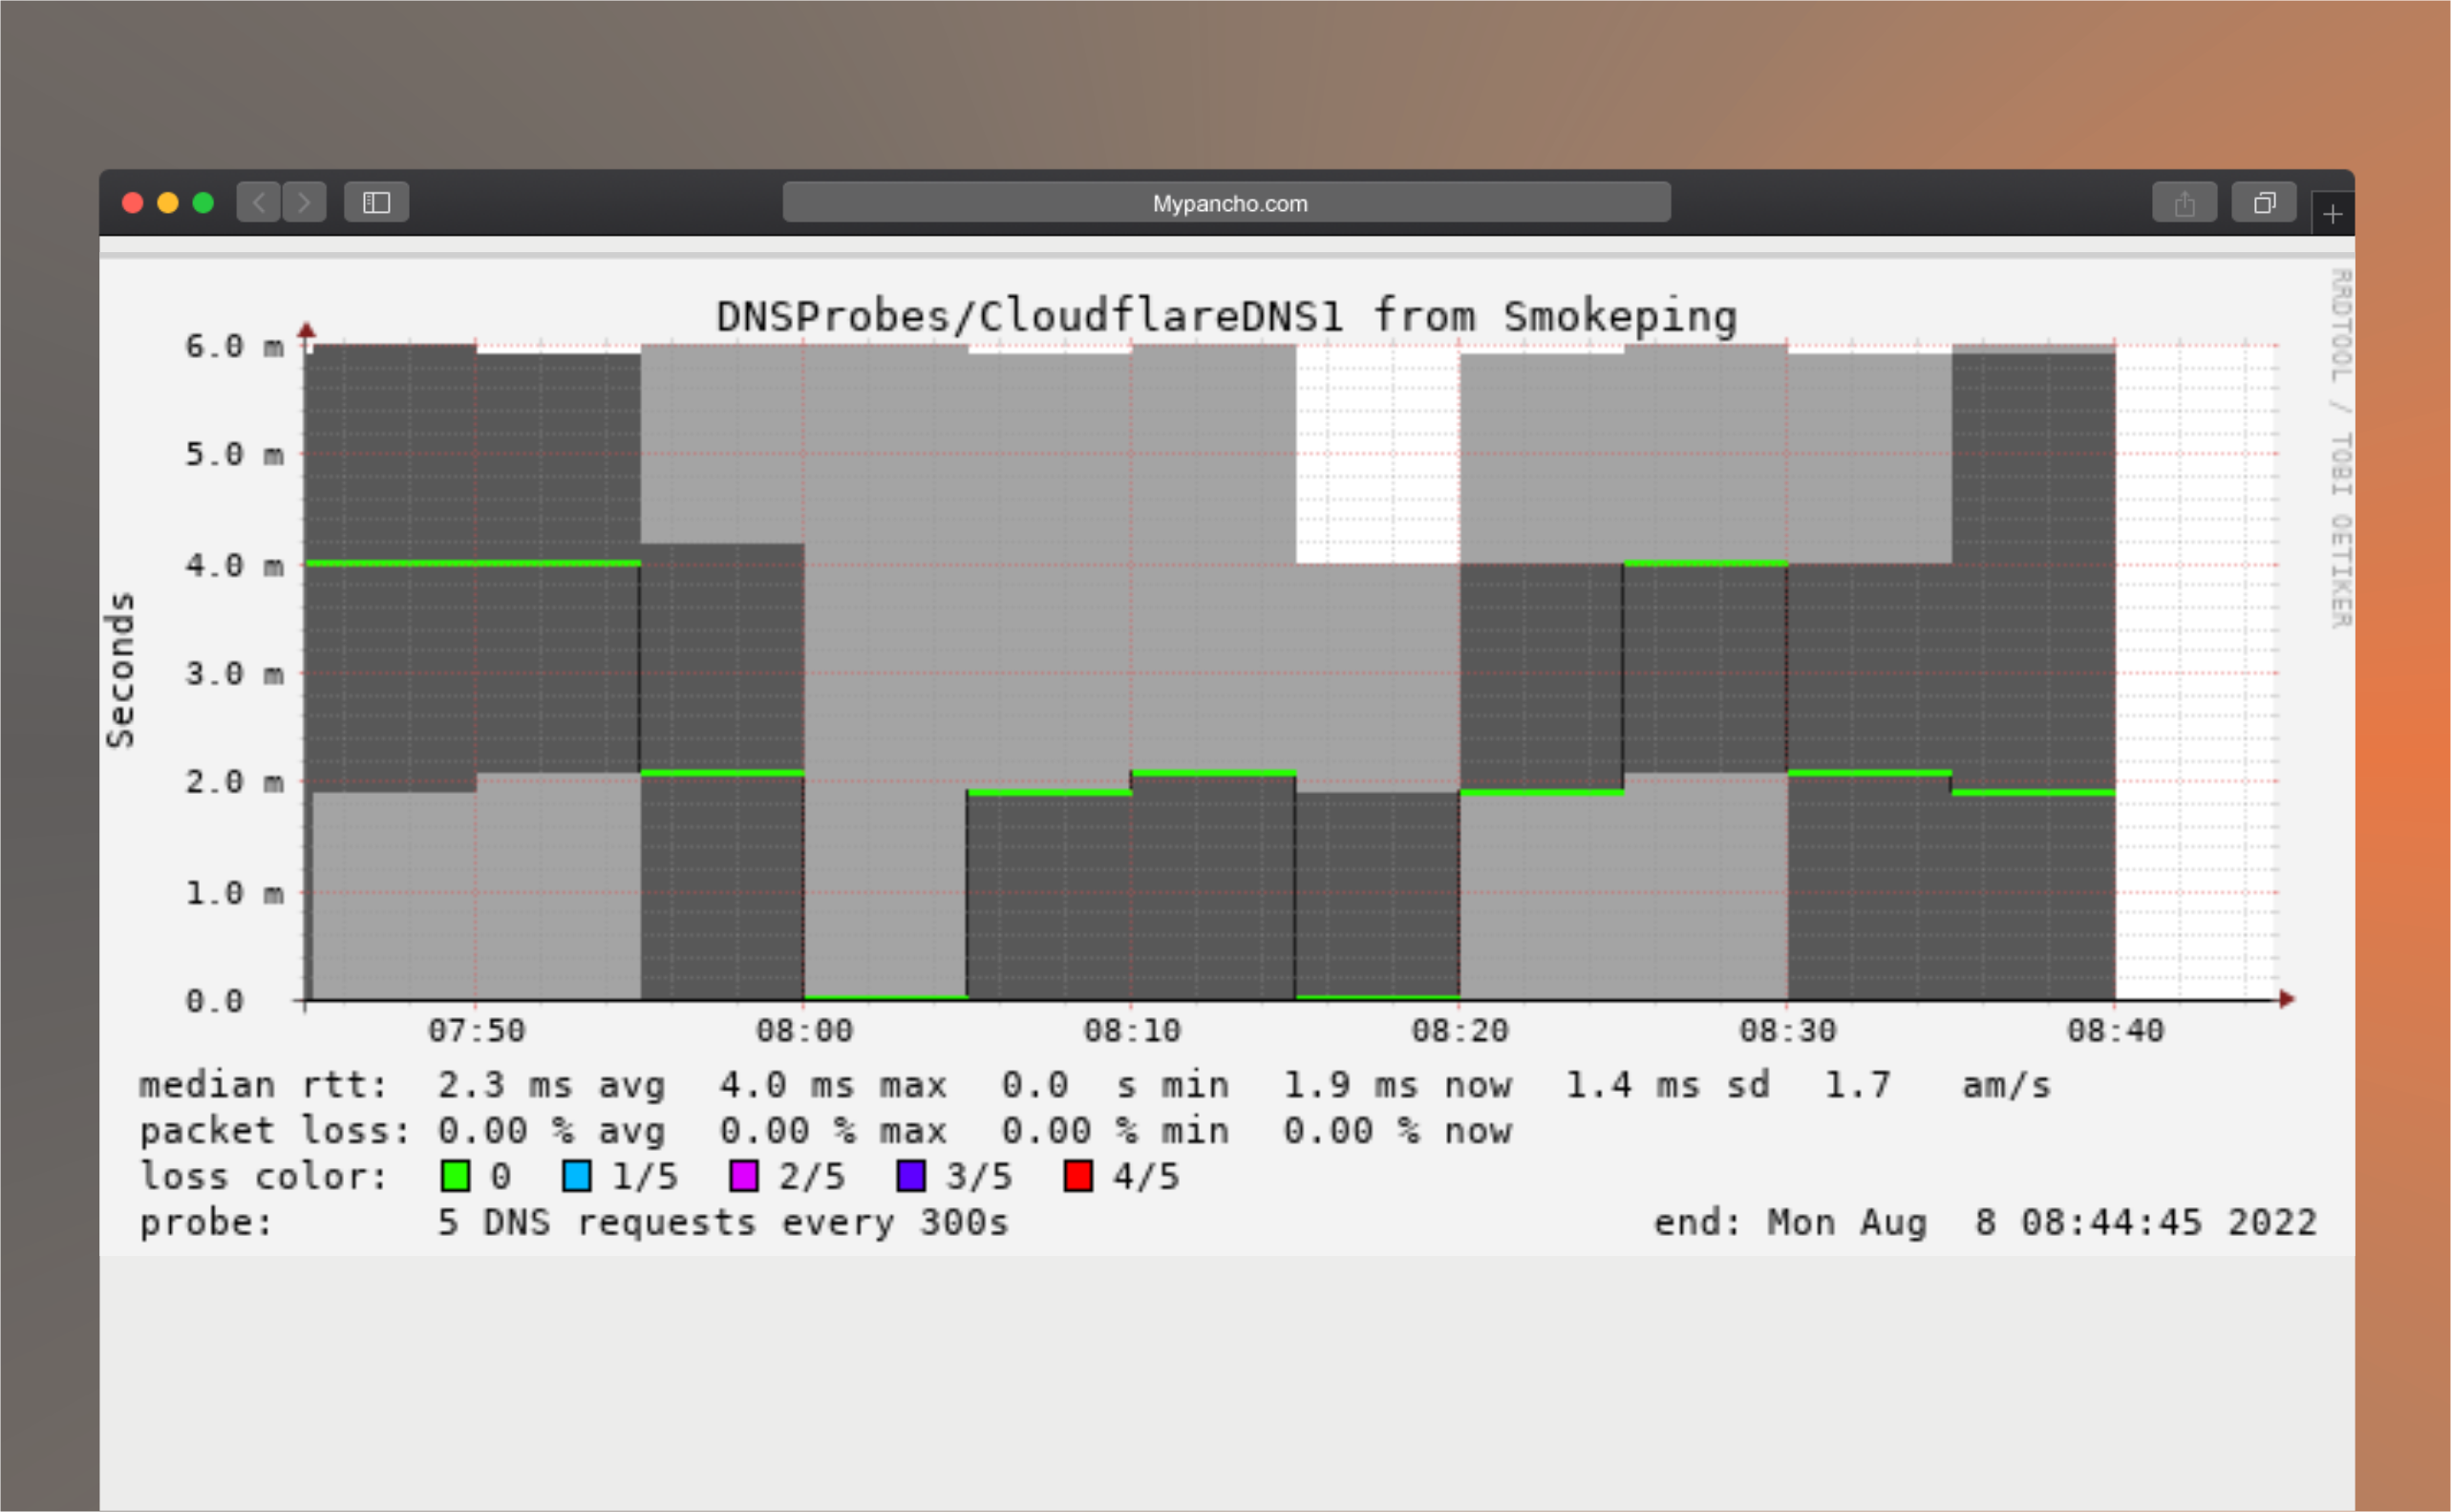 Mypancho.com
DNSProbes/CloudflareDNS1 from Smokeping
RRDTOOL / TOBI OETIKER
Seconds
6.0 m
5.0 m
4.0 m
3.0 m
2.0 m
1.0 m
0.0
07:50 08:00 08:10 08:20 08:30 08:40
median rtt: 2.3 ms avg 4.0 ms max 0.0 s min 1.9 ms now 1.4 ms sd 1.7 am/s
packet loss: 0.00 % avg 0.00 % max 0.00 % min 0.00 % now
loss color: 0 1/5 2/5 3/5 4/5
probe: 5 DNS requests every 300s end: Mon Aug 8 08:44:45 2022